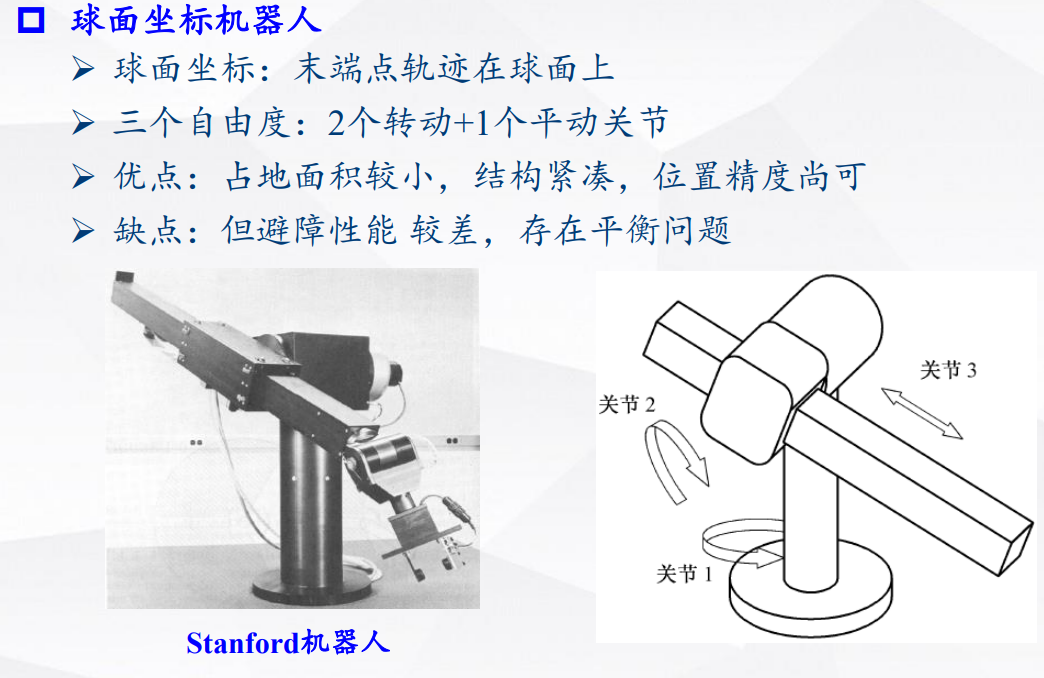 球面坐标机器人
球面坐标：末端点轨迹在球面上
三个自由度：2个转动+1个平动关节
优点：占地面积较小，结构紧凑，位置精度尚可
缺点：但避障性能 较差，存在平衡问题
关节 3
关节 2
关节 1
Stanford机器人